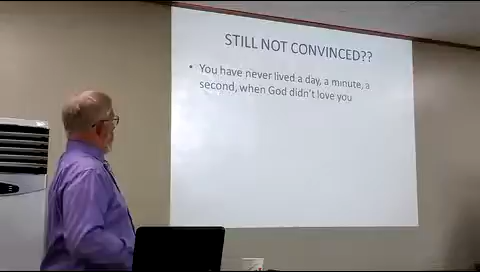 STILL NOT CONVINCED??
• You have never lived a day, a minute, a
second, when God didn't love you